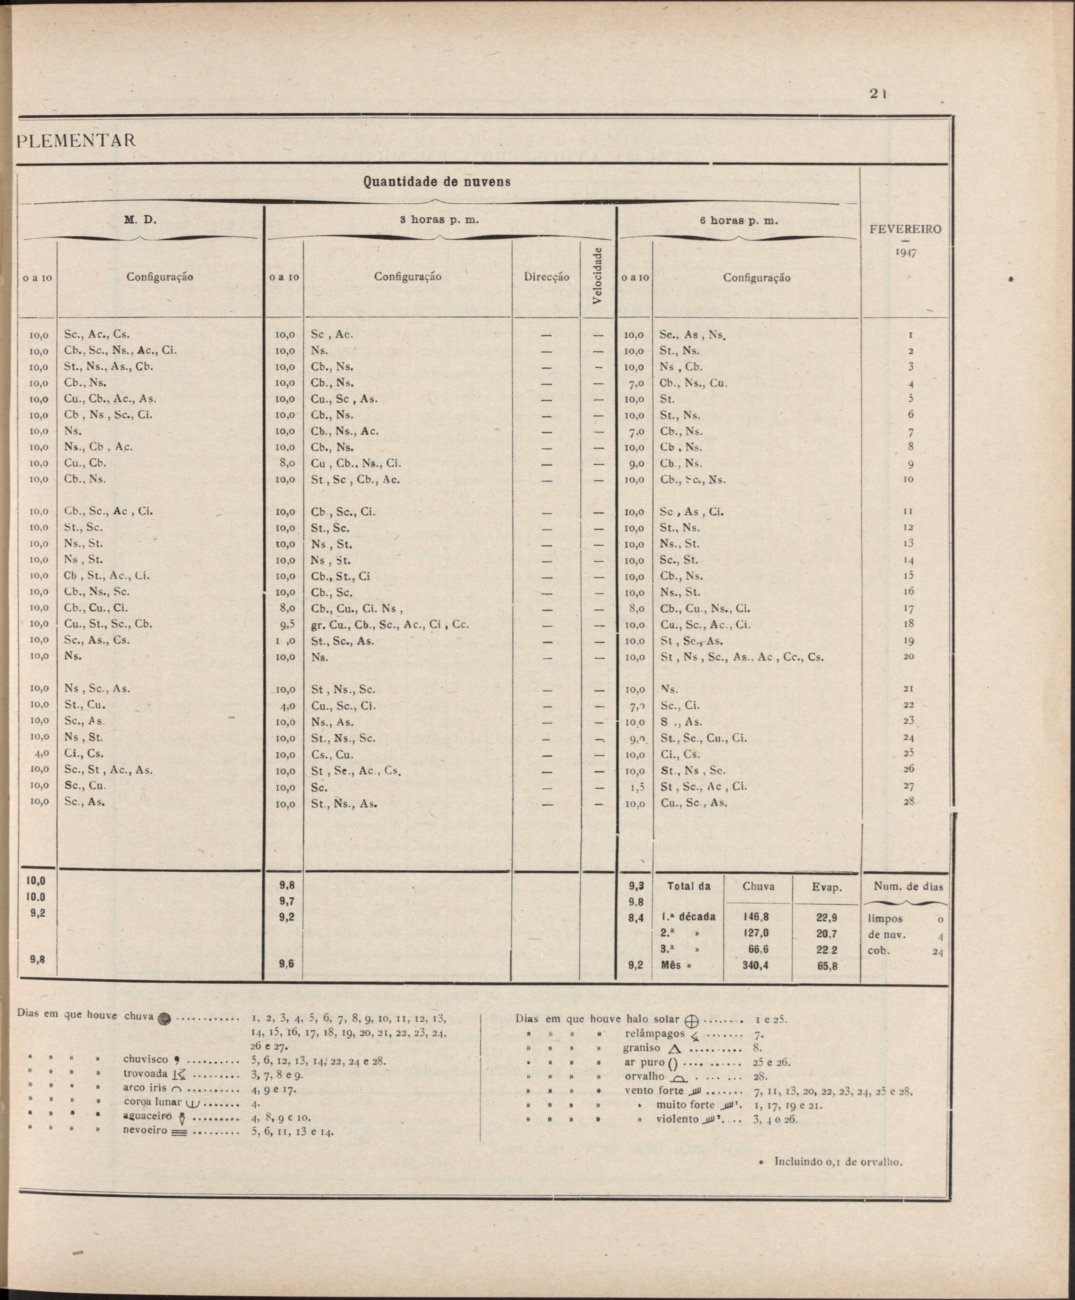 21
PLEMENTAR
Quantidade de nuvens
M. D. 3 horas p. m. 6 horas p. m. FEVEREIRO
1947
0 a 10 Configuração 0 a 10 Configuração Direcção Velocidade 0 a 10 Configuração
10,0 Sc., Ac., Cs. 10,0 Sc , Ac. — — 10,0 Sc., As , Ns. 1
10,0 Cb., Sc., Ns., Ac., Ci. 10,0 Ns. — — 10,0 St., Ns. 2
10,0 St., Ns., As., Cb. 10,0 Cb., Ns. — — 10,0 Ns , Cb. 3
10,0 Cb., Ns. 10,0 Cb., Ns. — — 7,0 Cb., Ns., Cu. 4
10,0 Cu., Cb., Ac., As. 10,0 Cu., Sc , As. — — 10,0 St. 5
10,0 Cb , Ns , Sc., Ci. 10,0 Cb., Ns. — — 10,0 St., Ns. 6
10,0 Ns. 10,0 Cb., Ns., Ac. — — 7,0 Cb., Ns. 7
10,0 Ns., Cb , Ac. 10,0 Cb., Ns. — — 10,0 Cb , Ns. 8
10,0 Cu., Cb. 8,0 Cu , Cb., Ns., Ci. — — 9,0 Cb., Ns. 9
10,0 Cb., Ns. 10,0 St., Sc , Cb., Ac. — — 10,0 Cb., Sc., Ns. 10
10,0 Cb., Sc., Ac , Ci. 10,0 Cb , Sc., Ci. — — 10,0 Sc , As , Ci. 11
10,0 St., Sc. 10,0 St., Sc. — — 10,0 St., Ns. 12
10,0 Ns., St. 10,0 Ns , St. — — 10,0 Ns., St. 13
10,0 Ns , St. 10,0 Ns , St. — — 10,0 Sc., St. 14
10,0 Cb , St., Ac., Ci. 10,0 Cb., St., Ci — — 10,0 Cb., Ns. 15
10,0 Cb., Ns., Sc. 10,0 Cb., Sc. — — 10,0 Ns., St. 16
10,0 Cb., Cu., Ci. 8,0 Cb., Cu., Ci. Ns , — — 8,0 Cb., Cu., Ns., Ci. 17
10,0 Cu., St., Sc., Cb. 9,5 gr. Cu., Cb., Sc., Ac., Ci , Cc. — — 10,0 Cu., Sc., Ac., Ci. 18
10,0 Sc., As., Cs. 1 ,0 St., Sc., As. — — 10,0 St , Sc., As. 19
10,0 Ns. 10,0 Ns. — — 10,0 St , Ns , Sc., As., Ac , Cc., Cs. 20
10,0 Ns , Sc., As. 10,0 St , Ns., Sc. — — 10,0 Ns. 21
10,0 St., Cu. 4,0 Cu., Sc., Ci. — — 7,0 Sc., Ci. 22
10,0 Sc., As. 10,0 Ns., As. — — 10,0 S ., As. 23
10,0 Ns , St. 10,0 St., Ns., Sc. — — 9,0 St., Sc., Cu., Ci. 24
4,0 Ci., Cs. 10,0 Cs., Cu. — — 10,0 Ci., Cs. 25
10,0 Sc., St , Ac., As. 10,0 St , Sc., Ac., Cs. — — 10,0 St., Ns , Sc. 26
10,0 Sc., Cu. 10,0 Sc. — — 1,5 St , Sc., Ac , Ci. 27
10,0 Sc., As. 10,0 St., Ns., As. — — 10,0 Cu., Sc , As. 28
10,0 9,8 9,3 Total da Chuva Evap. Num. de dias
10,0 9,7 9.8
9,2 9,2 8,4 1.ª década 146,8 22,9 limpos 0
2.ª » 127,0 20,7 de nuv. 4
3.ª » 66,6 22 2 cob. 24
9,8 9,6 9,2 Mês * 340,4 65,8
Dias em que houve chuva ........... 1, 2, 3, 4, 5, 6, 7, 8, 9, 10, 11, 12, 13,
14, 15, 16, 17, 18, 19, 20, 21, 22, 23, 24,
26 e 27.
» » » » chuvisco .......... 5, 6, 12, 13, 14, 22, 24 e 28.
» » » » trovoada ......... 3, 7, 8 e 9.
» » » » arco iris ........... 4, 9 e 17.
» » » » coroa lunar ....... 4.
» » » » aguaceiro ......... 4, 8, 9 e 10.
» » » » nevoeiro ......... 5, 6, 11, 13 e 14.
Dias em que houve halo solar ........ 1 e 25.
» » » » relâmpagos ....... 7.
» » » » graniso .......... 8.
» » » » ar puro .... ...... 25 e 26.
» » » » orvalho . .... ... 28.
» » » » vento forte ....... 7, 11, 13, 20, 22, 23, 24, 25 e 28.
» » » » » muito forte . 1, 17, 19 e 21.
» » » » » violento .... 3, 4 e 26.
* Incluindo 0,1 de orvalho.